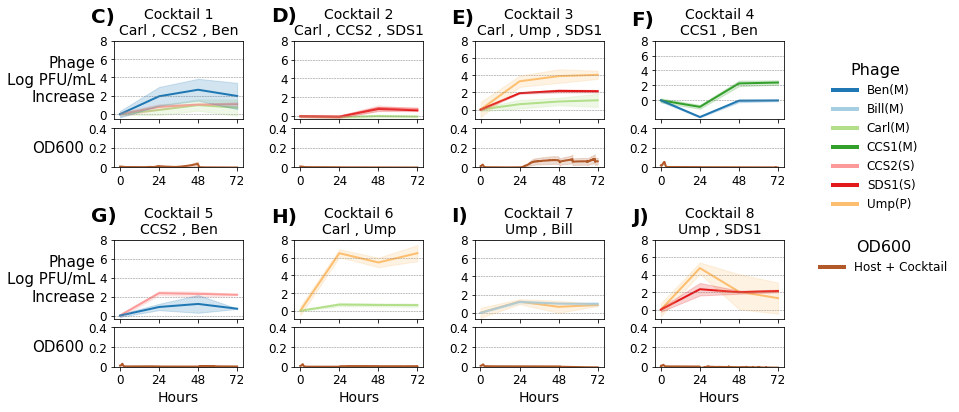 C)
Cocktail 1
Carl , CCS2 , Ben
D)
Cocktail 2
Carl , CCS2 , SDS1
E)
Cocktail 3
Carl , Ump , SDS1
F)
Cocktail 4
CCS1 , Ben
Phage
Log PFU/mL
Increase
8
6
4
2
0
8
6
4
2
0
8
6
4
2
0
8
6
4
2
0
OD600
0.4
0.2
0
0.4
0.2
0
0.4
0.2
0
0.4
0.2
0
0 24 48 72
0 24 48 72
0 24 48 72
0 24 48 72
G)
Cocktail 5
CCS2 , Ben
H)
Cocktail 6
Carl , Ump
I)
Cocktail 7
Ump , Bill
J)
Cocktail 8
Ump , SDS1
Phage
Log PFU/mL
Increase
8
6
4
2
0
8
6
4
2
0
8
6
4
2
0
8
6
4
2
0
OD600
0.4
0.2
0
0.4
0.2
0
0.4
0.2
0
0.4
0.2
0
0 24 48 72
0 24 48 72
0 24 48 72
0 24 48 72
Hours
Hours
Hours
Hours
Phage
Ben(M)
Bill(M)
Carl(M)
CCS1(M)
CCS2(S)
SDS1(S)
Ump(P)
OD600
Host + Cocktail